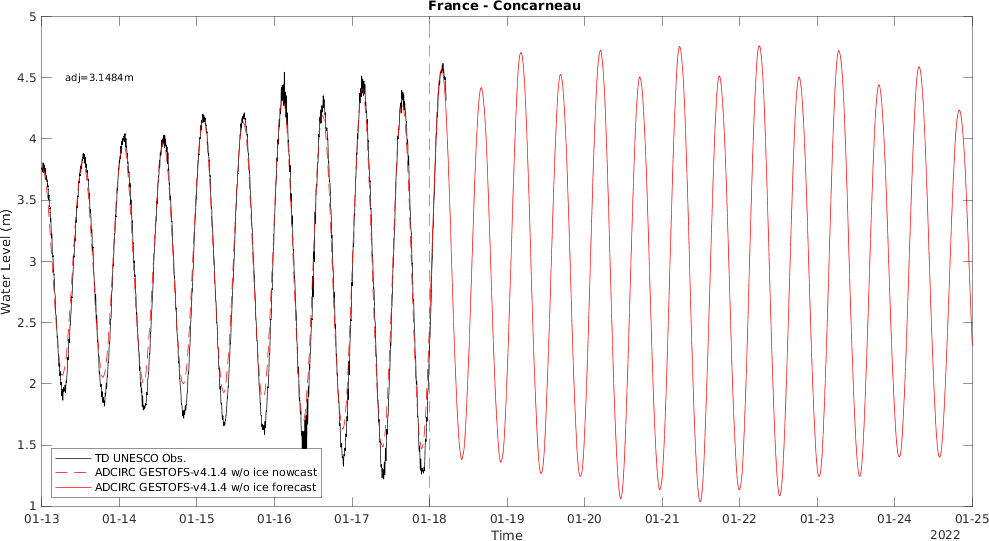 France - Concarneau
adj=3.1484m
Water Level (m)
5
4.5
4
3.5
3
2.5
2
1.5
1
TD UNESCO Obs.
ADCIRC GESTOFS-v4.1.4 w/o ice nowcast
ADCIRC GESTOFS-v4.1.4 w/o ice forecast
01-13 01-14 01-15 01-16 01-17 01-18 01-19 01-20 01-21 01-22 01-23 01-24 01-25
Time
2022